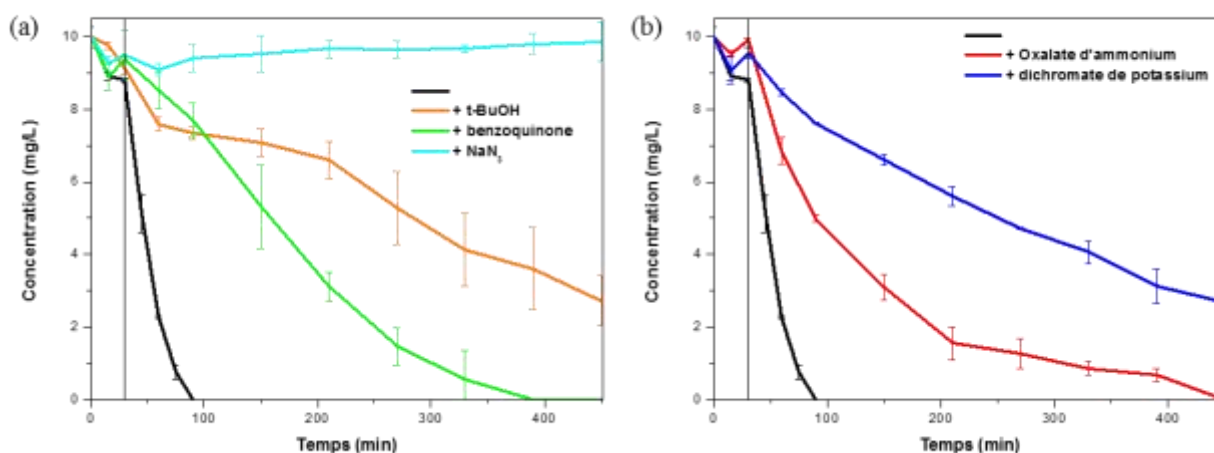 (a)
10
8
6
4
2
0
Concentration (mg/L)
+ t-BuOH
+ benzoquinone
+ NaN₃
0 100 200 300 400
Temps (min)
(b)
10
8
6
4
2
0
Concentration (mg/L)
+ Oxalate d'ammonium
+ dichromate de potassium
0 100 200 300 400
Temps (min)